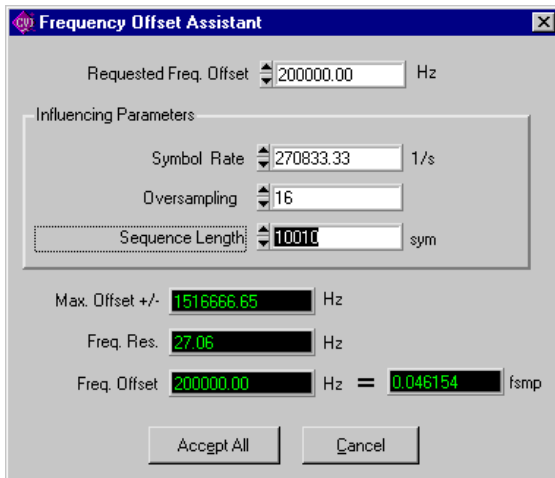 CVI Frequency Offset Assistant
Requested Freq. Offset 200000.00 Hz
Influencing Parameters
Symbol Rate 270833.33 1/s
Oversampling 16
Sequence Length 10010 sym
Max. Offset +/- 1516666.65 Hz
Freq. Res. 27.06 Hz
Freq. Offset 200000.00 Hz = 0.046154 fsmp
Accept All Cancel